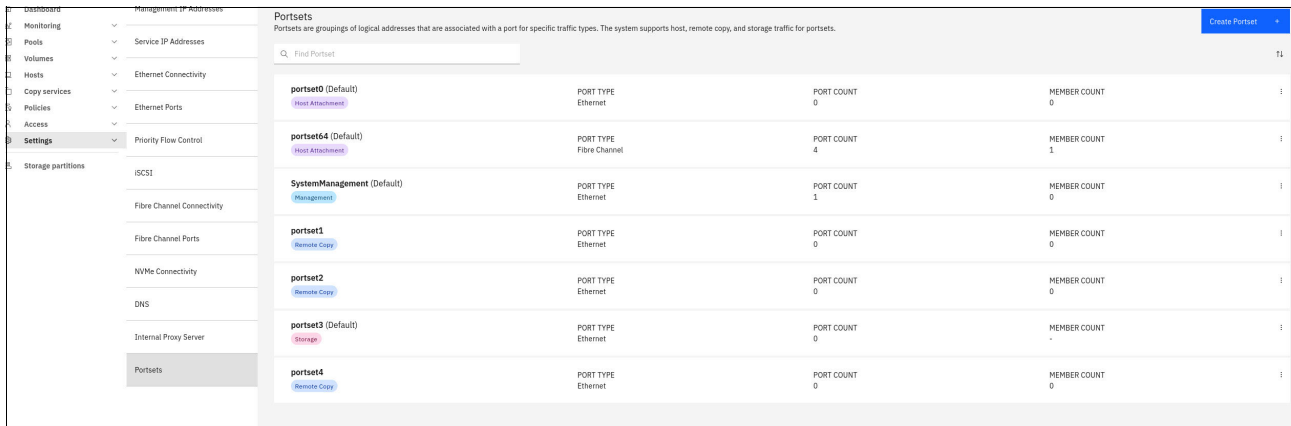 Dashboard
Monitoring
Pools
Volumes
Hosts
Copy services
Policies
Access
Settings
Storage partitions
Management IP Addresses
Service IP Addresses
Ethernet Connectivity
Ethernet Ports
Priority Flow Control
iSCSI
Fibre Channel Connectivity
Fibre Channel Ports
NVMe Connectivity
DNS
Internal Proxy Server
Portsets
Portsets
Portsets are groupings of logical addresses that are associated with a port for specific traffic types. The system supports host, remote copy, and storage traffic for portsets.
Create Portset +
Find Portset
portset0 (Default) PORT TYPE PORT COUNT MEMBER COUNT
Host Attachment Ethernet 0 0
portset64 (Default) PORT TYPE PORT COUNT MEMBER COUNT
Host Attachment Fibre Channel 4 1
SystemManagement (Default) PORT TYPE PORT COUNT MEMBER COUNT
Management Ethernet 1 0
portset1 PORT TYPE PORT COUNT MEMBER COUNT
Remote Copy Ethernet 0 0
portset2 PORT TYPE PORT COUNT MEMBER COUNT
Remote Copy Ethernet 0 0
portset3 (Default) PORT TYPE PORT COUNT MEMBER COUNT
Storage Ethernet 0 -
portset4 PORT TYPE PORT COUNT MEMBER COUNT
Remote Copy Ethernet 0 0